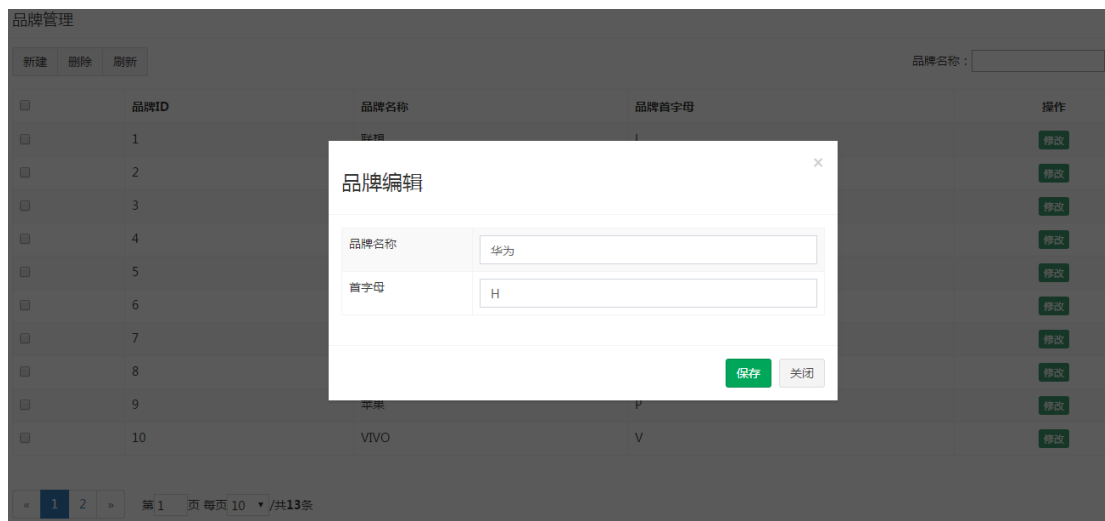 品牌管理
新建 删除 刷新 品牌名称：
品牌ID 品牌名称 品牌首字母 操作
1 联想 L 修改
2 修改
3 修改
4 修改
5 修改
6 修改
7 修改
8 修改
9 苹果 P 修改
10 VIVO V 修改
品牌编辑
×
品牌名称 华为
首字母 H
保存 关闭
« 1 2 » 第 1 页 每页 10 /共13条